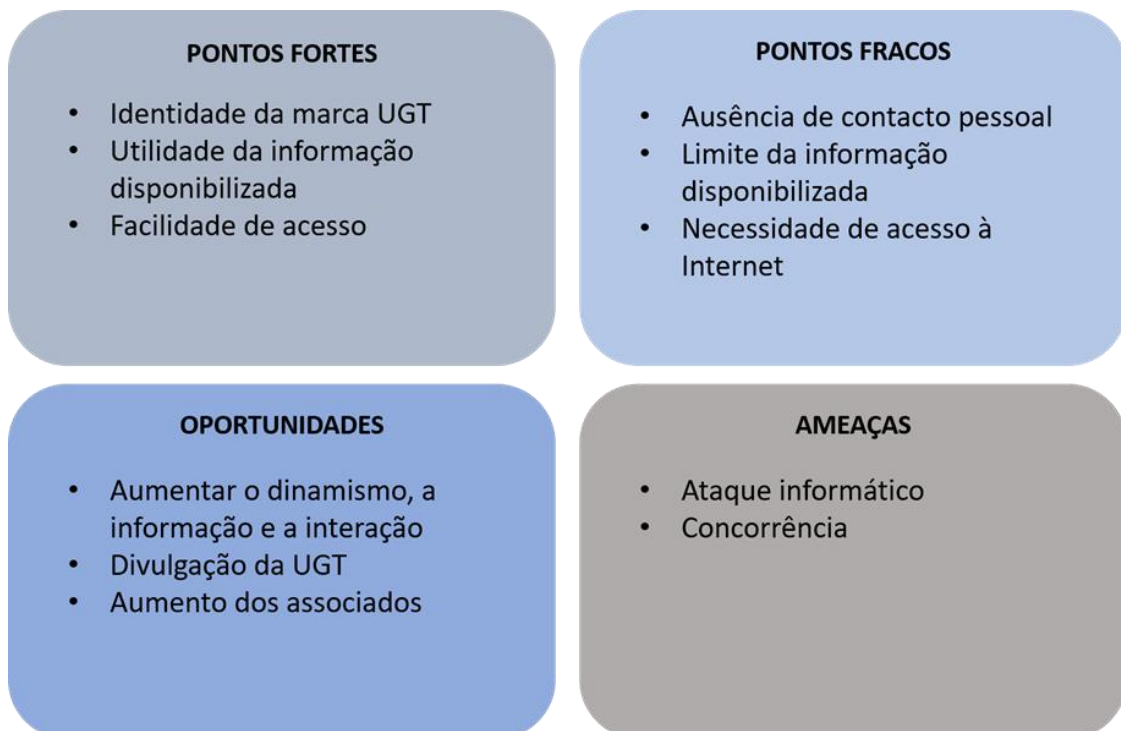 PONTOS FORTES
• Identidade da marca UGT
• Utilidade da informação
disponibilizada
• Facilidade de acesso
PONTOS FRACOS
• Ausência de contacto pessoal
• Limite da informação
disponibilizada
• Necessidade de acesso à
Internet
OPORTUNIDADES
• Aumentar o dinamismo, a
informação e a interação
• Divulgação da UGT
• Aumento dos associados
AMEAÇAS
• Ataque informático
• Concorrência